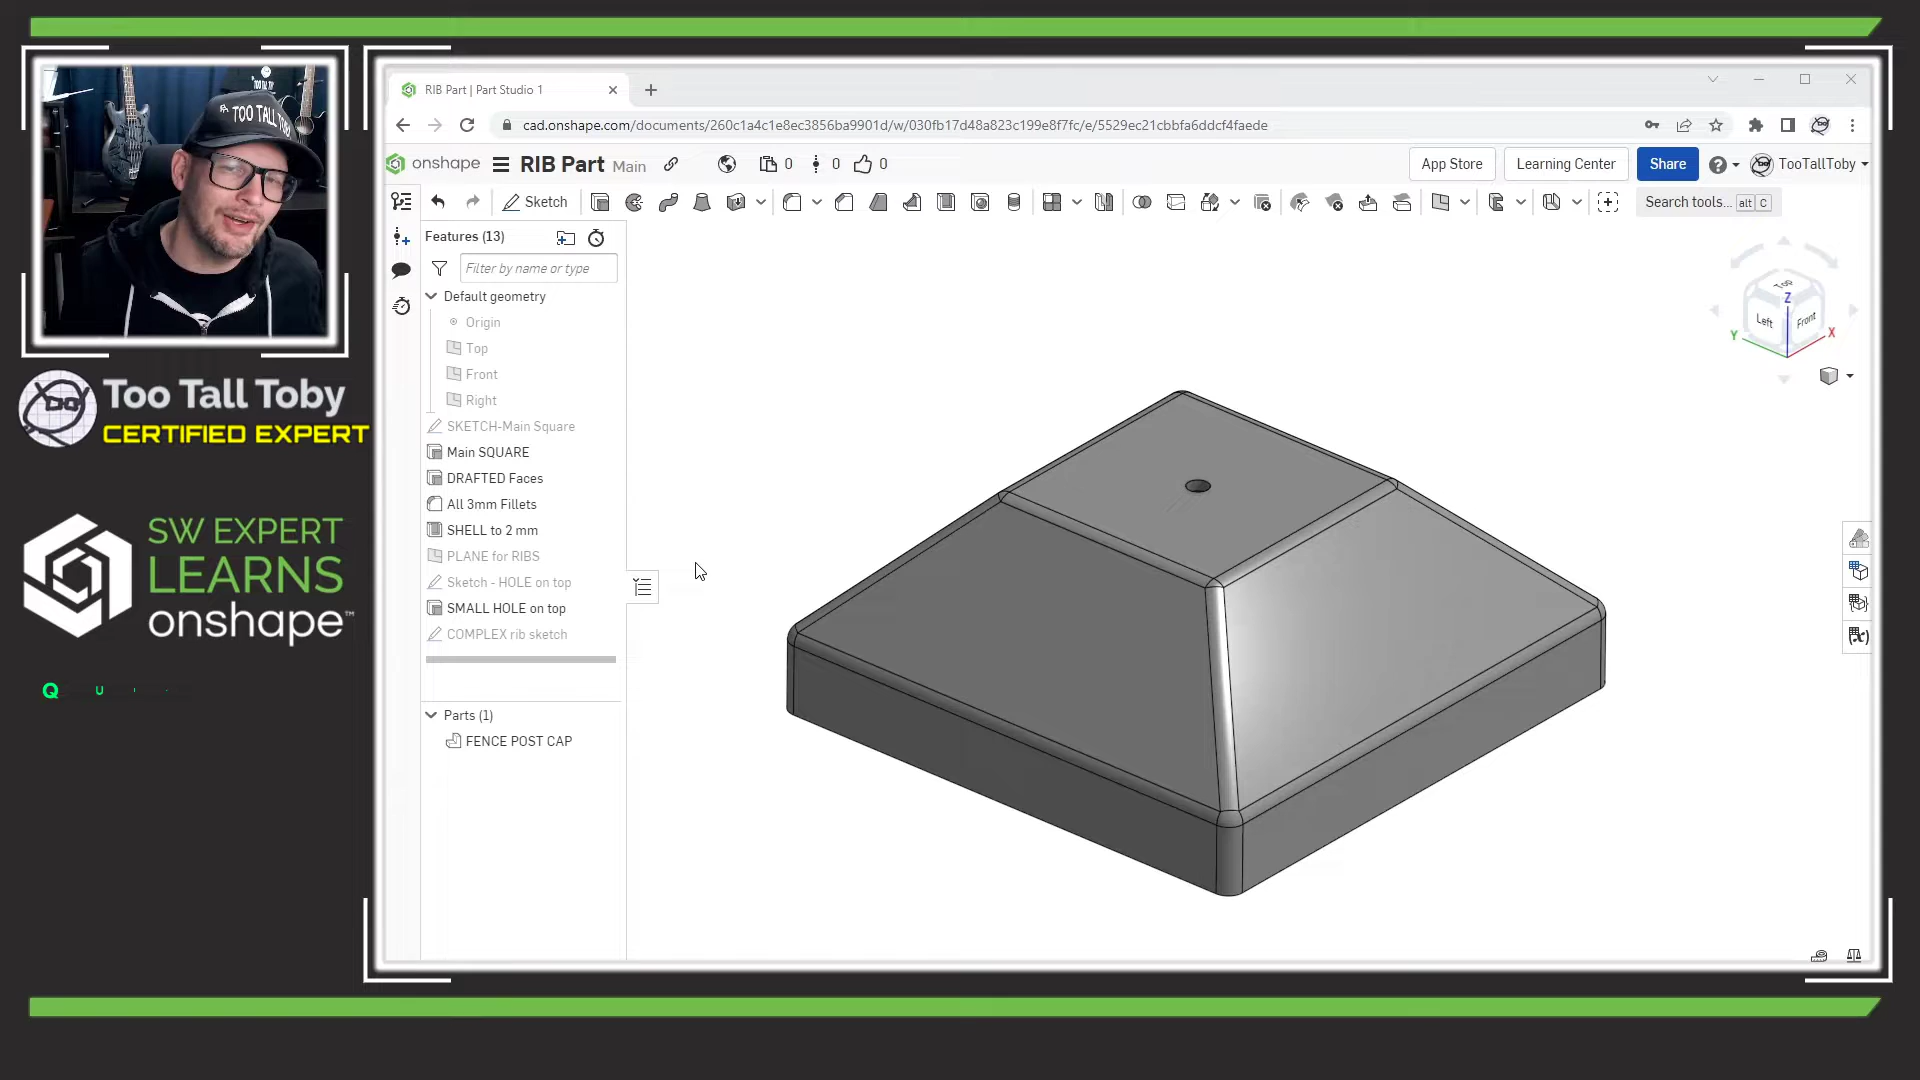 RIB Part | Part Studio 1
cad.onshape.com/documents/260c1a4c1e8ec3856ba9901d/w/030fb17d48a823c199e8f7fc/e/5529ec21cbbfa6ddcf4faede
onshape RIB Part Main 0 0 0 App Store Learning Center Share TooTallToby
Sketch Search tools... alt C
Features (13)
Filter by name or type
Default geometry
Origin
Top
Front
Right
SKETCH-Main Square
Main SQUARE
DRAFTED Faces
All 3mm Fillets
SHELL to 2 mm
PLANE for RIBS
Sketch - HOLE on top
SMALL HOLE on top
COMPLEX rib sketch
Parts (1)
FENCE POST CAP
Top
Z
Left Front
Y X
TOO TALL TOBY
Too Tall Toby
CERTIFIED EXPERT
SW EXPERT
LEARNS
onshape™
Q U